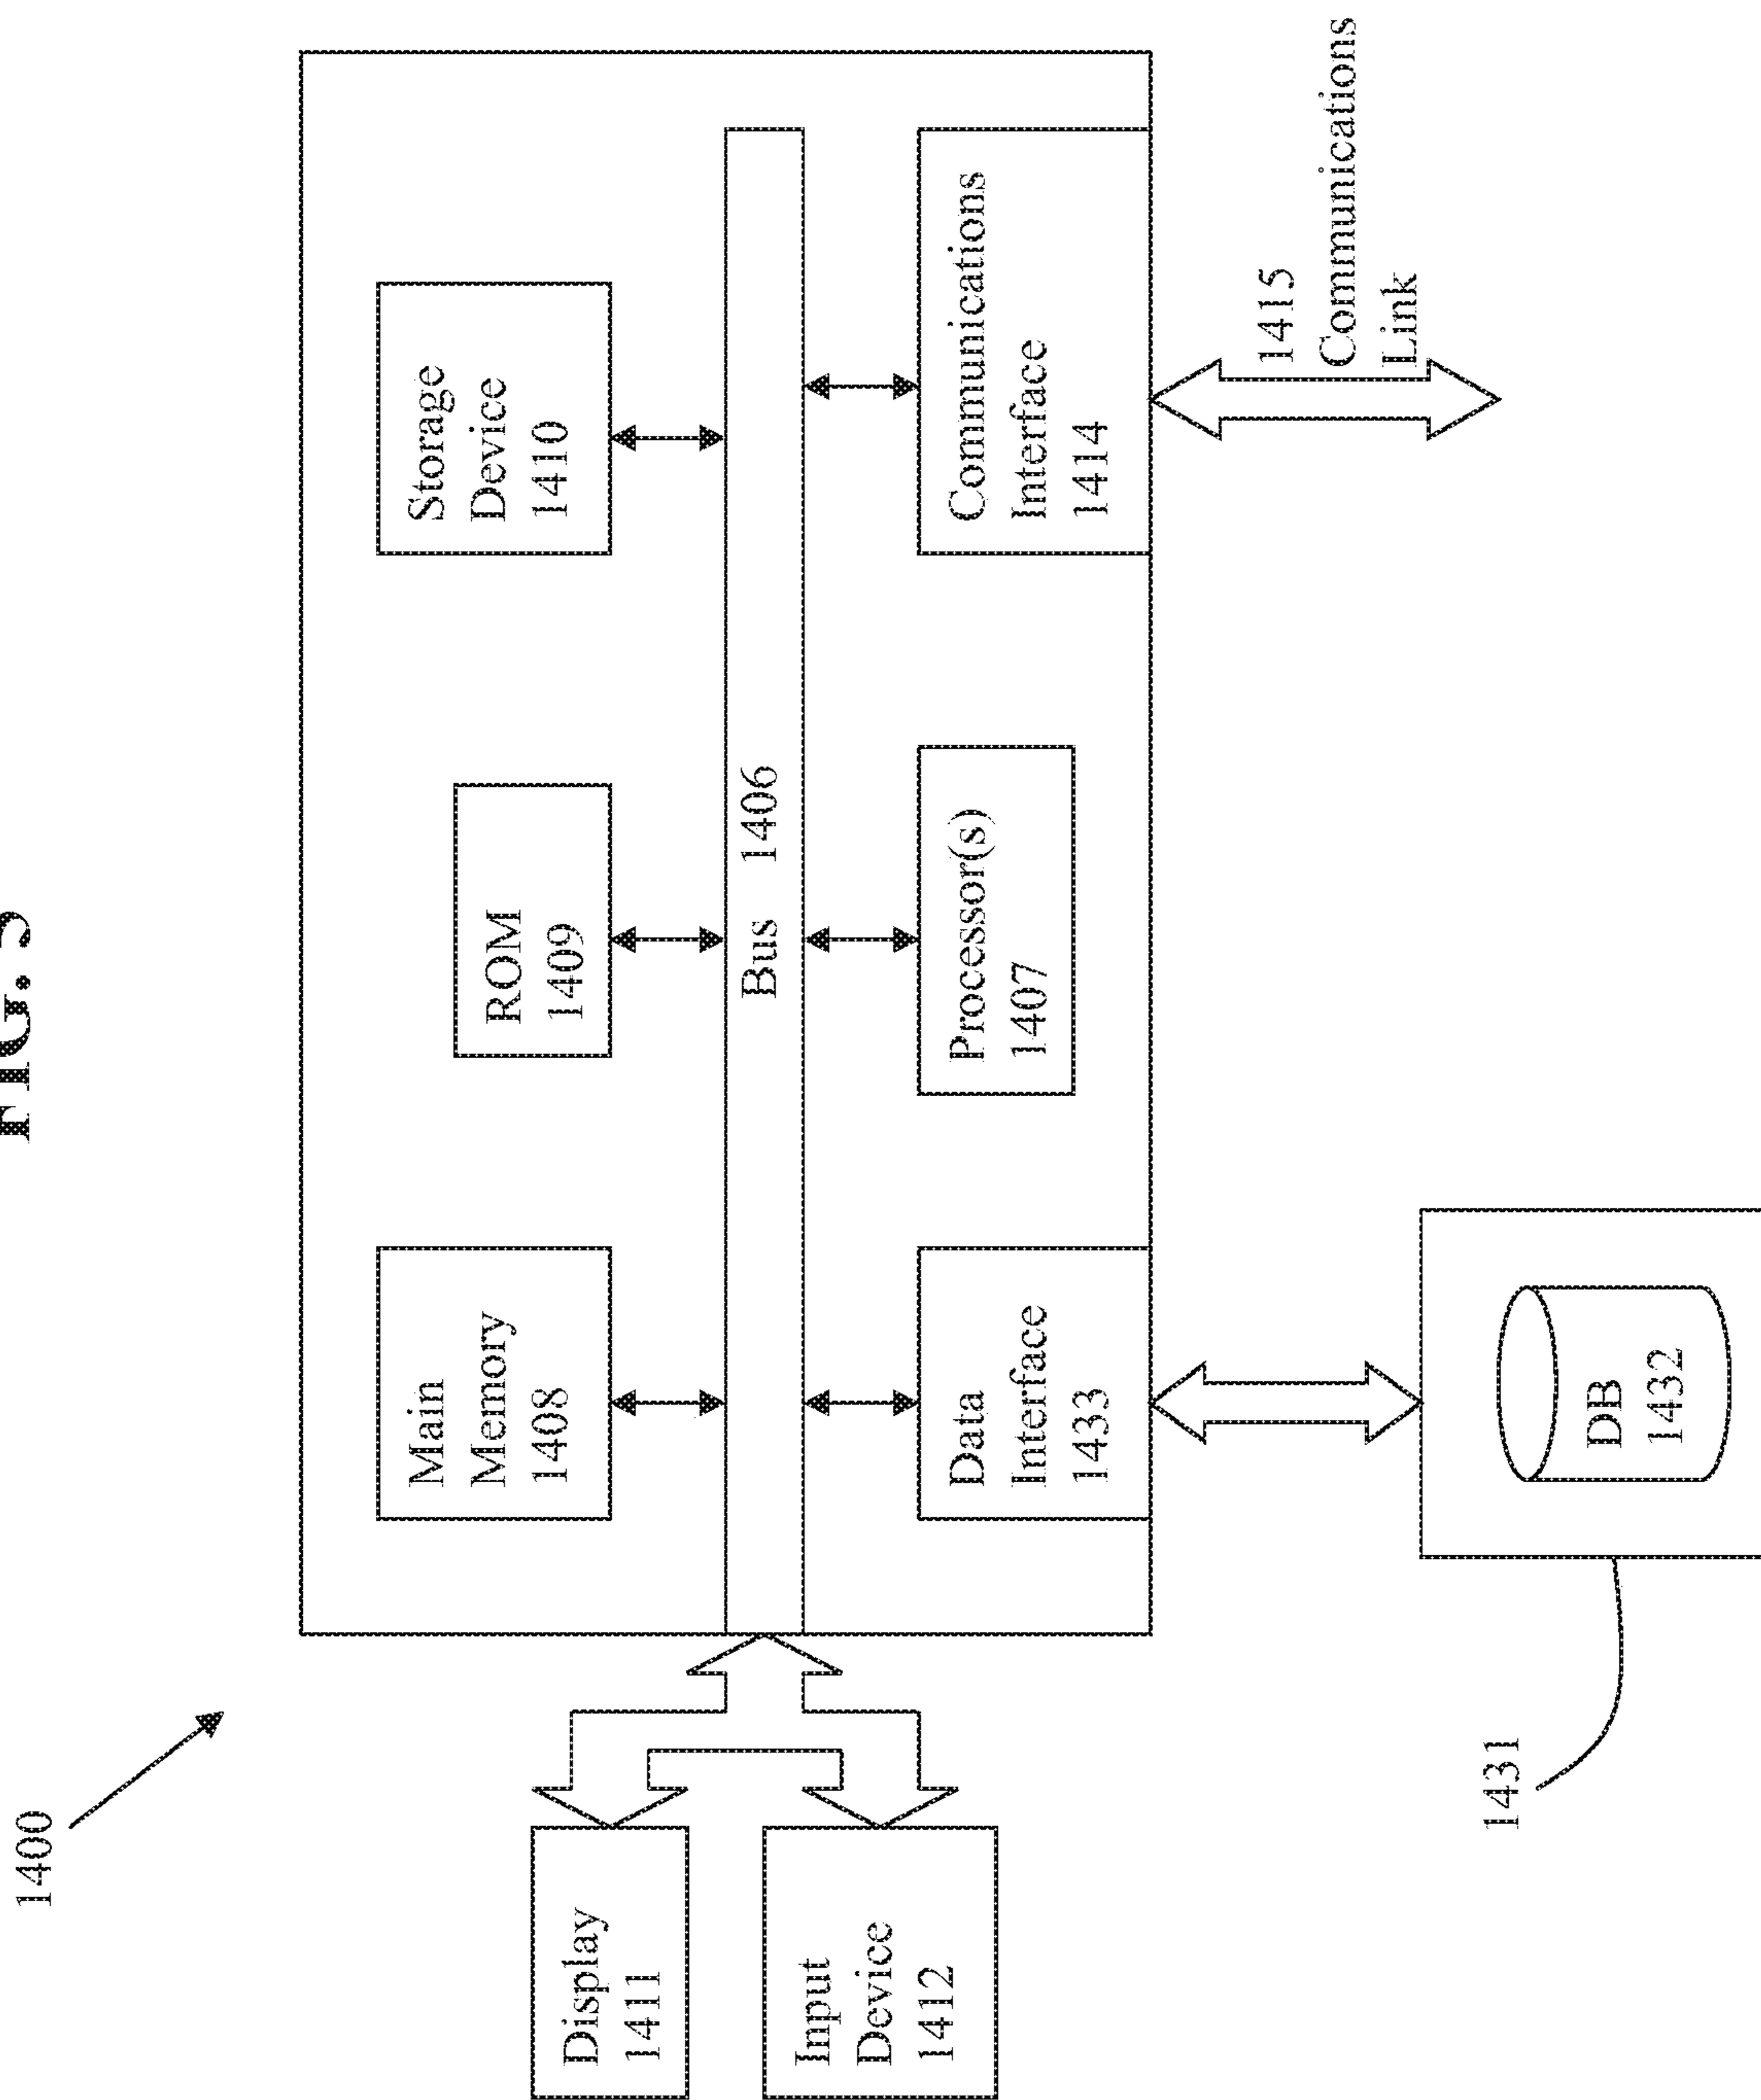 FIG.
1400
Main
Memory
1408
ROM
1409
Storage
Device
1410
Display
1411
Bus 1406
Input
Device
1412
Data
Interface
1433
Processor(s)
1407
Communications
Interface
1414
1415
Communications
Link
1431
DB
1432